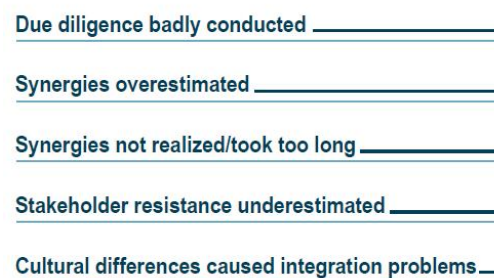 Due diligence badly conducted
Synergies overestimated
Synergies not realized/took too long
Stakeholder resistance underestimated
Cultural differences caused integration problems